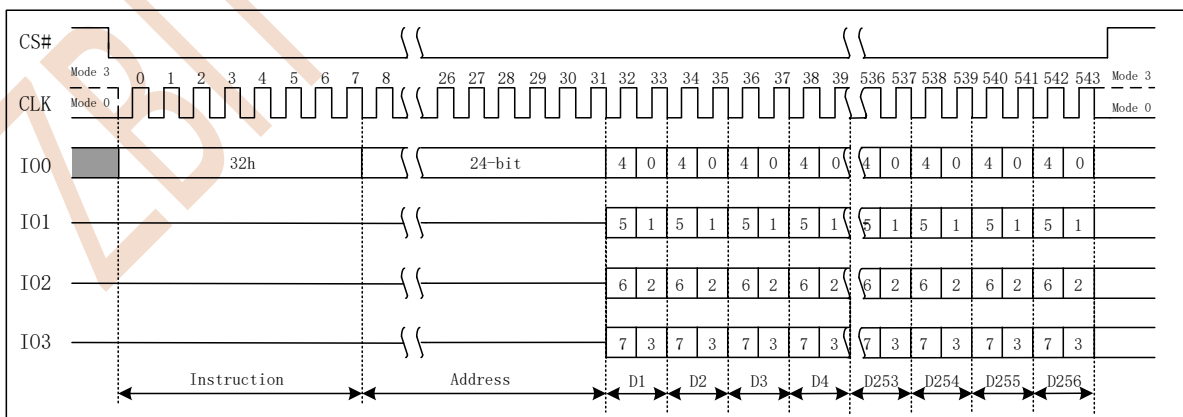 CS#
Mode 3 0 1 2 3 4 5 6 7 8 26 27 28 29 30 31 32 33 34 35 36 37 38 39 536 537 538 539 540 541 542 543 Mode 3
CLK Mode 0 Mode 0
IO0 32h 24-bit 4 0 4 0 4 0 4 0 4 0 4 0 4 0 4 0
IO1 5 1 5 1 5 1 5 1 5 1 5 1 5 1 5 1
IO2 6 2 6 2 6 2 6 2 6 2 6 2 6 2 6 2
IO3 7 3 7 3 7 3 7 3 7 3 7 3 7 3 7 3
Instruction Address D1 D2 D3 D4 D253 D254 D255 D256